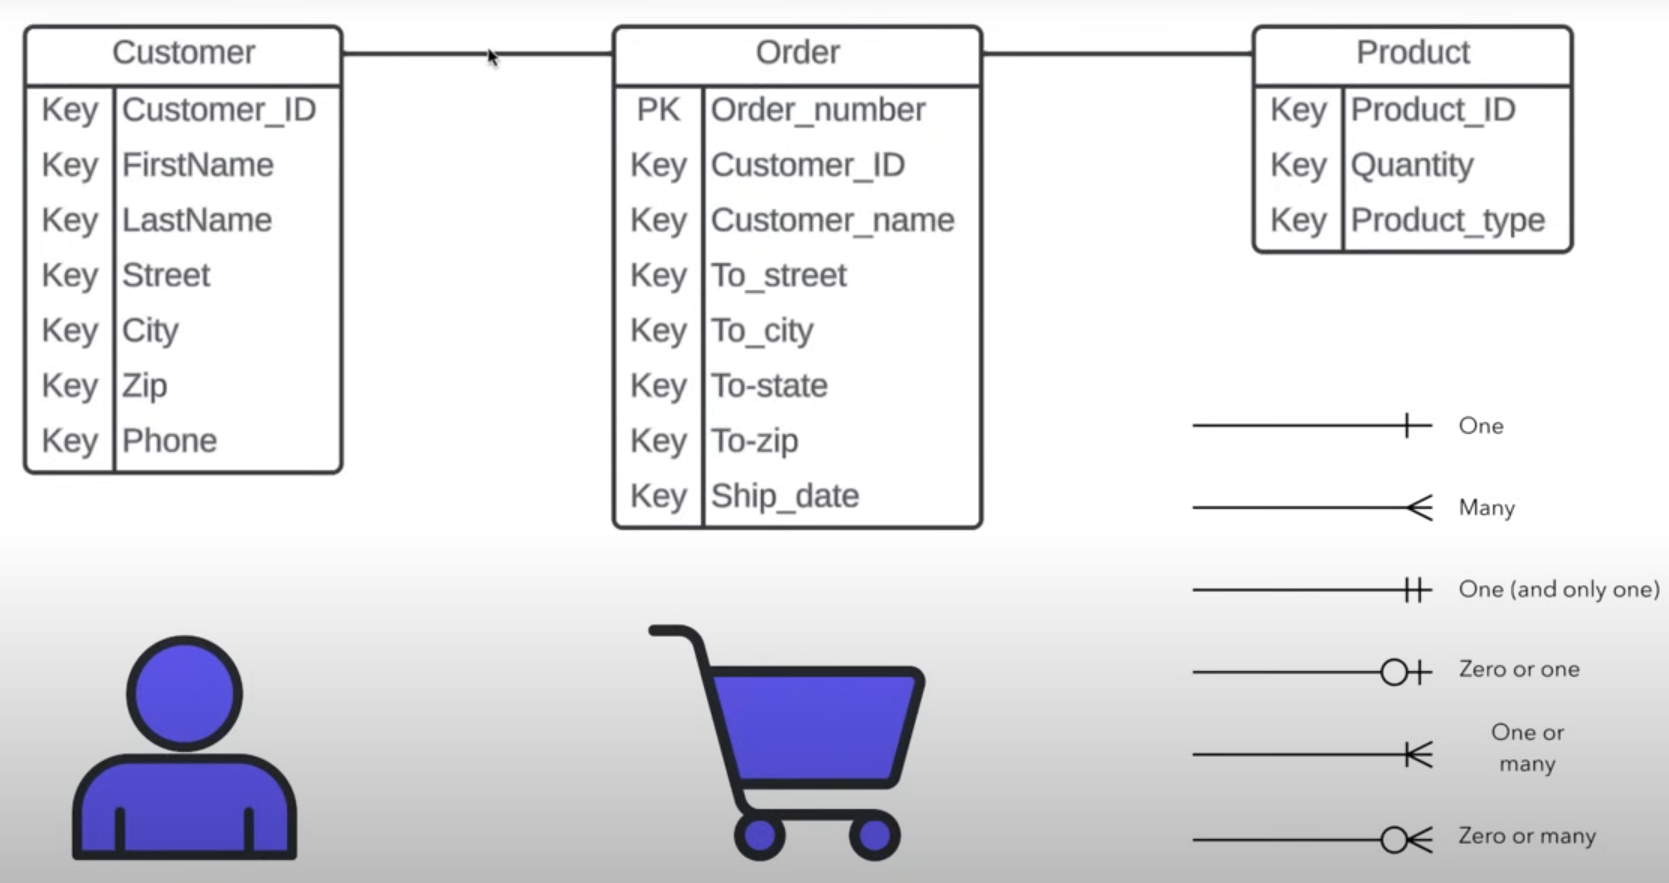 Customer
Key Customer_ID
Key FirstName
Key LastName
Key Street
Key City
Key Zip
Key Phone
Order
PK Order_number
Key Customer_ID
Key Customer_name
Key To_street
Key To_city
Key To-state
Key To-zip
Key Ship_date
Product
Key Product_ID
Key Quantity
Key Product_type
One
Many
One (and only one)
Zero or one
One or
many
Zero or many